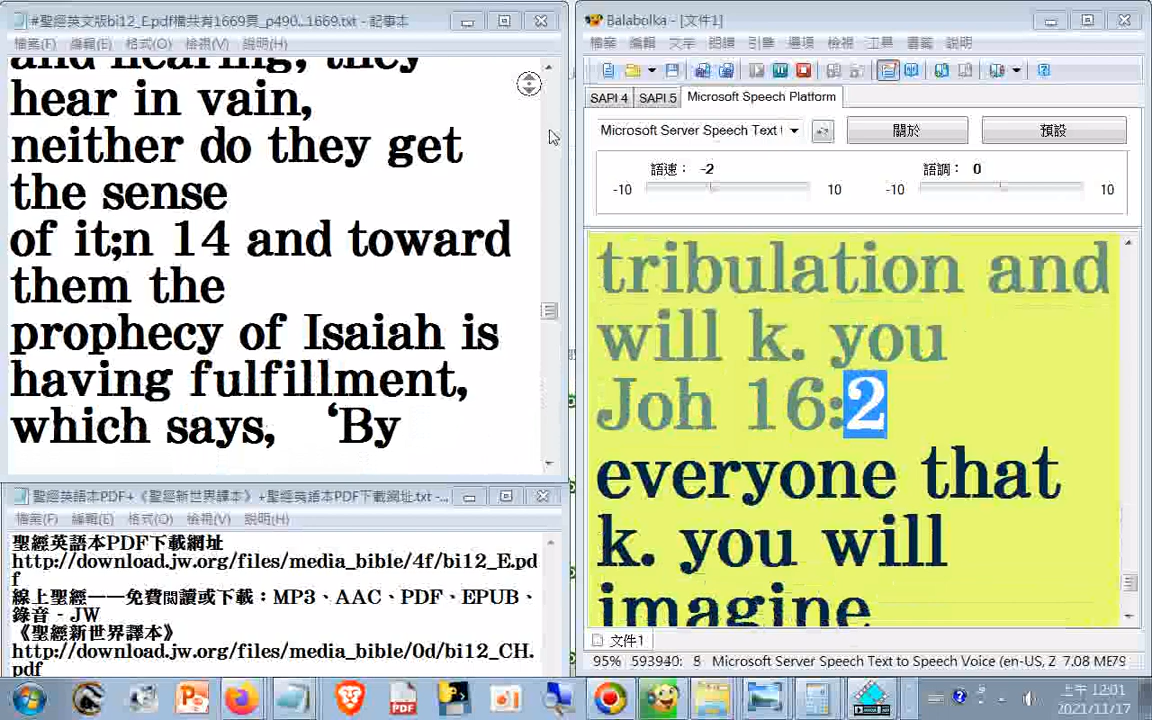 #聖經英文版bi12_E.pdf檔共有1669頁_p490...1669.txt - 記事本
檔案(F) 編輯(E) 格式(O) 檢視(V) 說明(H)
and hearing, they
hear in vain,
neither do they get
the sense
of it;n 14 and toward
them the
prophecy of Isaiah is
having fulfillment,
which says, ‘By
聖經英語本PDF+《聖經新世界譯本》+聖經英語本PDF下載網址.txt -...
檔案(F) 編輯(E) 格式(O) 檢視(V) 說明(H)
聖經英語本PDF下載網址
http://download.jw.org/files/media_bible/4f/bi12_E.pd
f
線上聖經——免費閱讀或下載：MP3、AAC、PDF、EPUB、
錄音 - JW
《聖經新世界譯本》
http://download.jw.org/files/media_bible/0d/bi12_CH.
pdf
Balabolka - [文件1]
檔案 編輯 文字 朗讀 引擎 選項 檢視 工具 書籤 說明
SAPI 4 SAPI 5 Microsoft Speech Platform
Microsoft Server Speech Text 關於 預設
語速： -2 語調： 0
-10 10 -10 10
tribulation and
will k. you
Joh 16:2
everyone that
k. you will
imagine
文件1
95% 593940: 8 Microsoft Server Speech Text to Speech Voice (en-US, Z 7.08 ME79
上午 12:01
2021/11/17